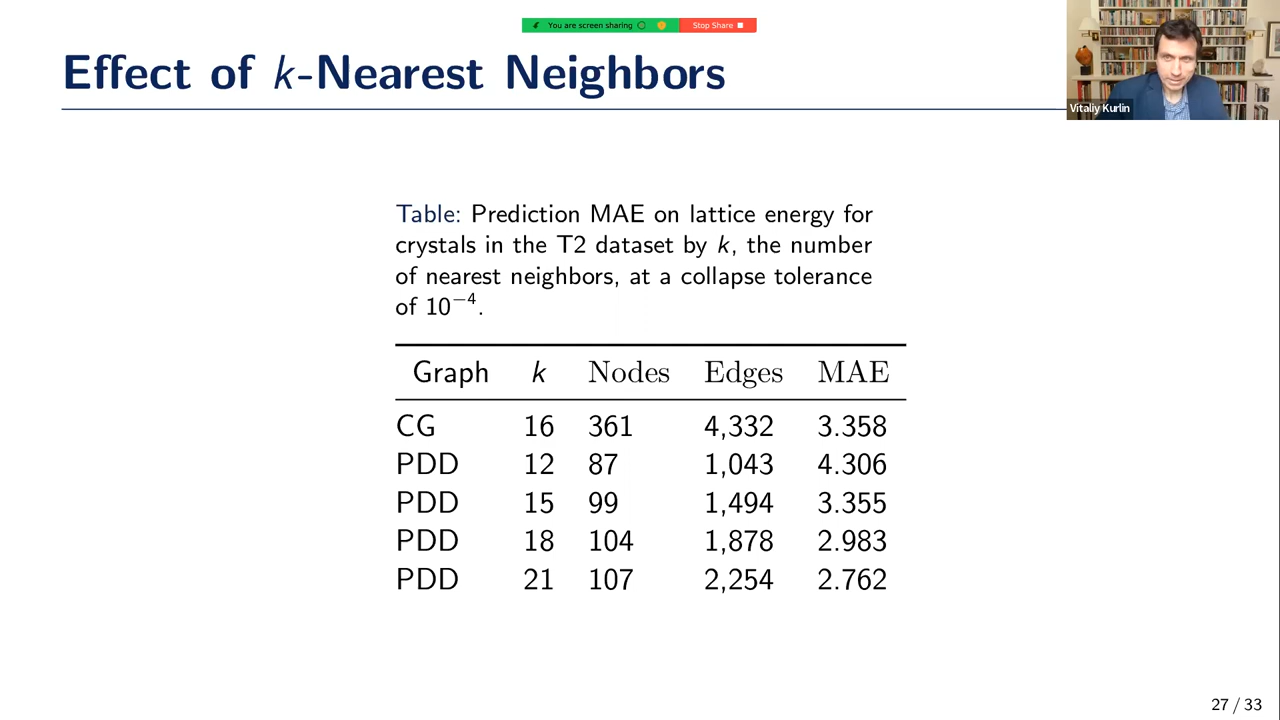 You are screen sharing
Stop Share
Effect of k-Nearest Neighbors
Vitaliy Kurlin
Table: Prediction MAE on lattice energy for
crystals in the T2 dataset by k, the number
of nearest neighbors, at a collapse tolerance
of 10⁻⁴.
Graph k Nodes Edges MAE
CG 16 361 4,332 3.358
PDD 12 87 1,043 4.306
PDD 15 99 1,494 3.355
PDD 18 104 1,878 2.983
PDD 21 107 2,254 2.762
27 / 33